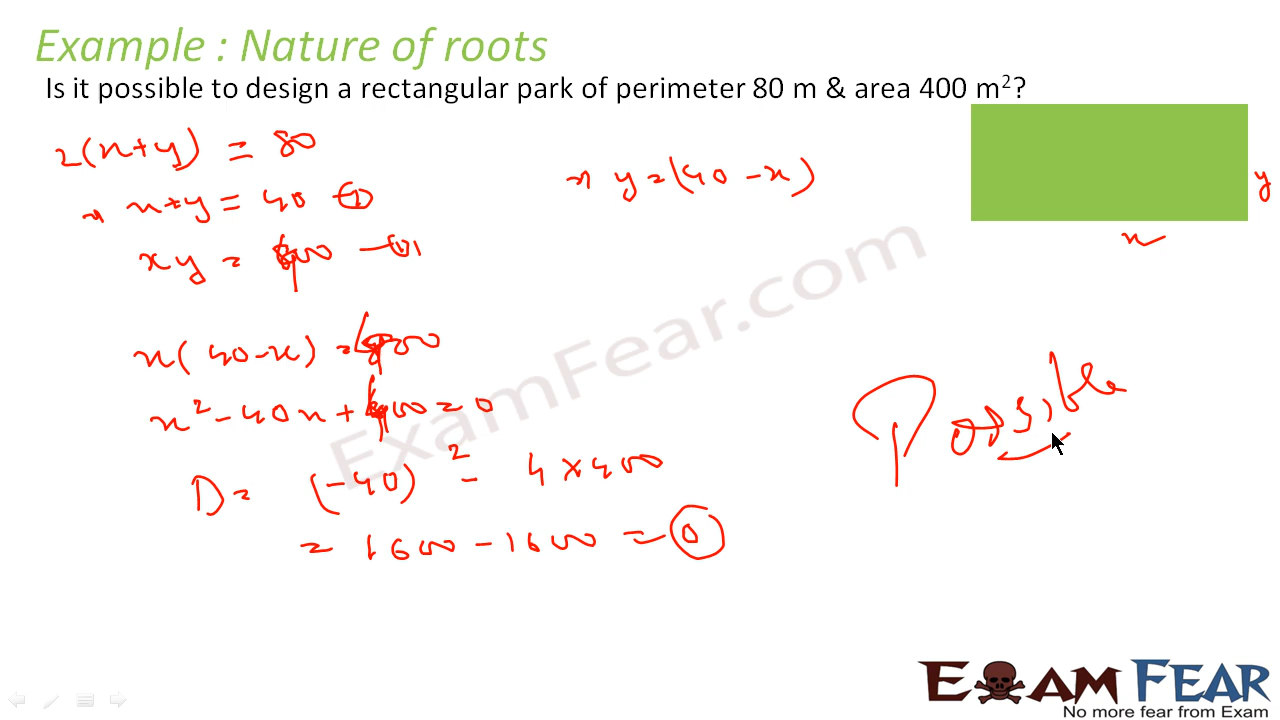 Example : Nature of roots
Is it possible to design a rectangular park of perimeter 80 m & area 400 m²?
2(x+y) = 80
⇒ x+y = 40 -①
⇒ y=(40-x)
y
x
xy = 400 -(ii)
x(40-x) = 400
x²-40x+400=0
Possible
D= (-40)² - 4×400
= 1600-1600 = 0
ExamFear.com
EXAM FEAR
No more fear from Exam